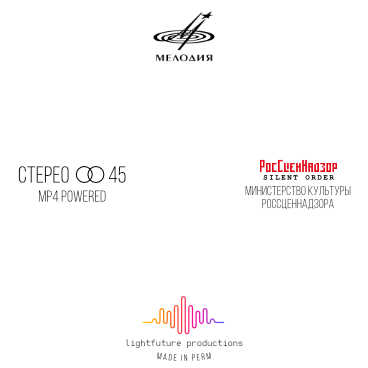 МЕЛОДИЯ
СТЕРЕО 45
MP4 POWERED
РосСценНадзор
SILENT ORDER
МИНИСТЕРСТВО КУЛЬТУРЫ
РОССЦЕННАДЗОРА
lightfuture productions
MADE IN PERM